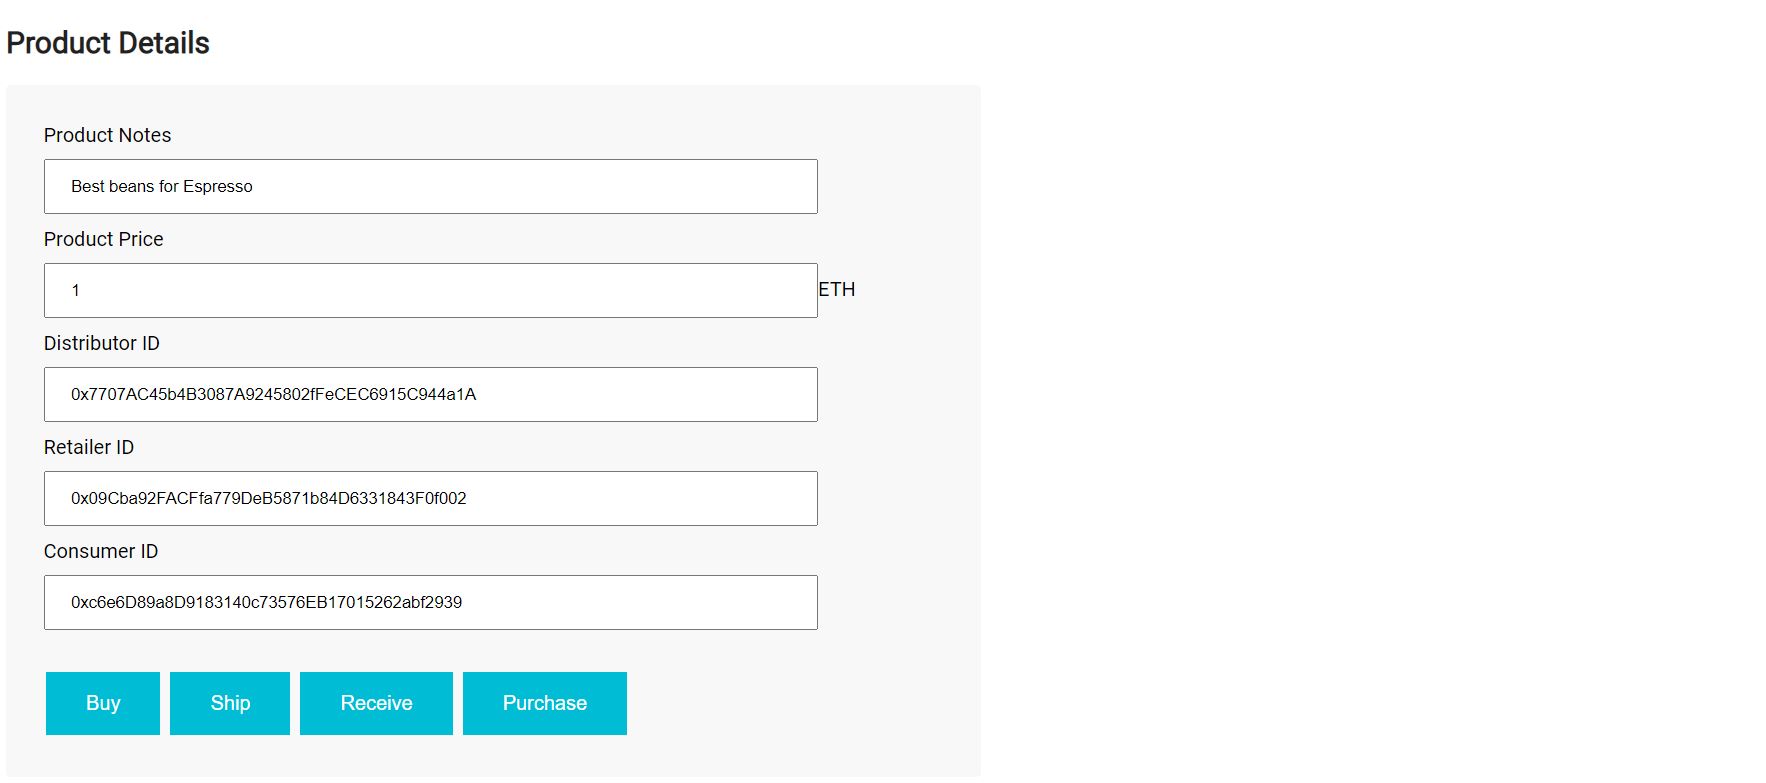 Product Details
Product Notes
Best beans for Espresso
Product Price
1 ETH
Distributor ID
0x7707AC45b4B3087A9245802fFeCEC6915C944a1A
Retailer ID
0x09Cba92FACFfa779DeB5871b84D6331843F0f002
Consumer ID
0xc6e6D89a8D9183140c73576EB17015262abf2939
Buy Ship Receive Purchase